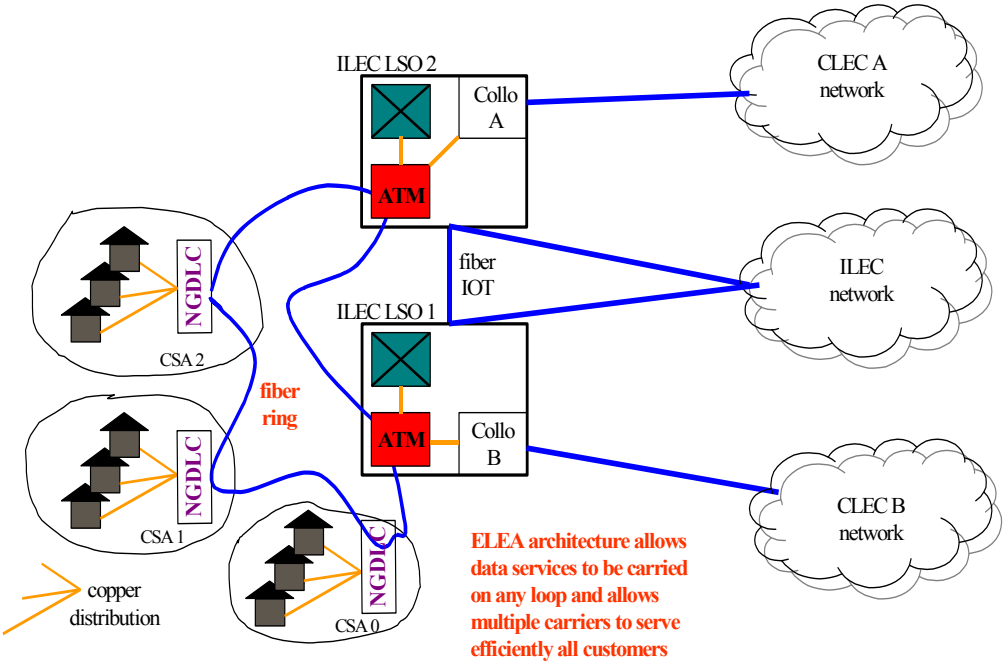 ILEC LSO 2
Collo
A
ATM
CLEC A
network
fiber
IOT
ILEC
network
NGDLC
CSA 2
ILEC LSO 1
fiber
ring
ATM
Collo
B
NGDLC
CSA 1
CLEC B
network
NGDLC
CSA 0
copper
distribution
ELEA architecture allows
data services to be carried
on any loop and allows
multiple carriers to serve
efficiently all customers